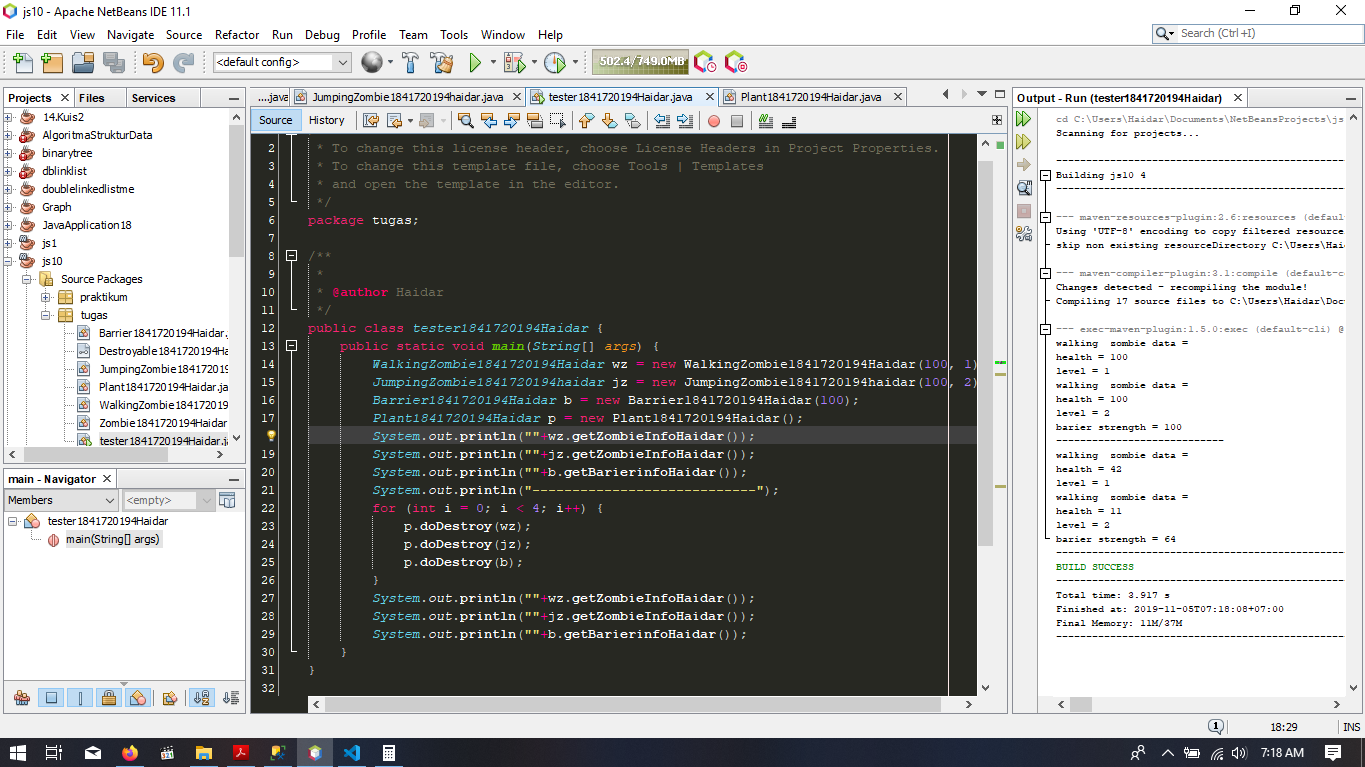 js10 - Apache NetBeans IDE 11.1
File Edit View Navigate Source Refactor Run Debug Profile Team Tools Window Help
Search (Ctrl+I)
<default config>
502.4/749.0MB
Projects Files Services
14.Kuis2
AlgoritmaStrukturData
binarytree
dblinklist
doublelinkedlistme
Graph
JavaApplication18
js1
js10
Source Packages
praktikum
tugas
Barrier1841720194Haidar.
Destroyable1841720194Ha
JumpingZombie184172019
Plant1841720194Haidar.ja
WalkingZombie184172019
Zombie1841720194Haidar
tester1841720194Haidar.j
main - Navigator
Members
<empty>
tester1841720194Haidar
main(String[] args)
....java JumpingZombie1841720194haidar.java tester1841720194Haidar.java Plant1841720194Haidar.java
Source History
2 * To change this license header, choose License Headers in Project Properties.
3 * To change this template file, choose Tools | Templates
4 * and open the template in the editor.
5 */
6 package tugas;
7
8 /**
9 *
10 * @author Haidar
11 */
12 public class tester1841720194Haidar {
13 public static void main(String[] args) {
14 WalkingZombie1841720194Haidar wz = new WalkingZombie1841720194Haidar(100, 1)
15 JumpingZombie1841720194haidar jz = new JumpingZombie1841720194haidar(100, 2)
16 Barrier1841720194Haidar b = new Barrier1841720194Haidar(100);
17 Plant1841720194Haidar p = new Plant1841720194Haidar();
System.out.println(""+wz.getZombieInfoHaidar());
19 System.out.println(""+jz.getZombieInfoHaidar());
20 System.out.println(""+b.getBarierinfoHaidar());
21 System.out.println("----------------------------");
22 for (int i = 0; i < 4; i++) {
23 p.doDestroy(wz);
24 p.doDestroy(jz);
25 p.doDestroy(b);
26 }
27 System.out.println(""+wz.getZombieInfoHaidar());
28 System.out.println(""+jz.getZombieInfoHaidar());
29 System.out.println(""+b.getBarierinfoHaidar());
30 }
31 }
32
Output - Run (tester1841720194Haidar)
cd C:\Users\Haidar\Documents\NetBeansProjects\js
Scanning for projects...
------------------------------------------------
Building js10 4
------------------------------------------------
--- maven-resources-plugin:2.6:resources (defaul
Using 'UTF-8' encoding to copy filtered resource
skip non existing resourceDirectory C:\Users\Hai
--- maven-compiler-plugin:3.1:compile (default-c
Changes detected - recompiling the module!
Compiling 17 source files to C:\Users\Haidar\Doc
--- exec-maven-plugin:1.5.0:exec (default-cli) @
walking zombie data =
health = 100
level = 1
walking zombie data =
health = 100
level = 2
barier strength = 100
----------------------------
walking zombie data =
health = 42
level = 1
walking zombie data =
health = 11
level = 2
barier strength = 64
------------------------------------------------
BUILD SUCCESS
------------------------------------------------
Total time: 3.917 s
Finished at: 2019-11-05T07:18:08+07:00
Final Memory: 11M/37M
------------------------------------------------
1 18:29 INS
7:18 AM